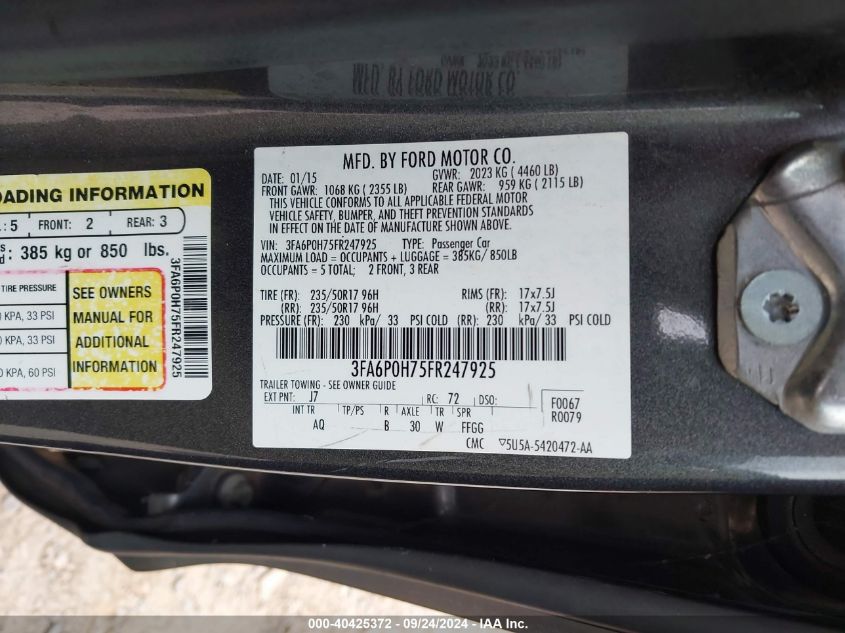 MFD. BY FORD MOTOR CO.
DATE: 01/15 GVWR: 2023 KG ( 4460 LB)
FRONT GAWR: 1068 KG ( 2355 LB) REAR GAWR: 959 KG ( 2115 LB)
THIS VEHICLE CONFORMS TO ALL APPLICABLE FEDERAL MOTOR
VEHICLE SAFETY, BUMPER, AND THEFT PREVENTION STANDARDS
IN EFFECT ON THE DATE OF MANUFACTURE SHOWN ABOVE.
VIN: 3FA6P0H75FR247925 TYPE: Passenger Car
MAXIMUM LOAD = OCCUPANTS + LUGGAGE = 385KG/ 850LB
OCCUPANTS = 5 TOTAL; 2 FRONT, 3 REAR
TIRE (FR): 235/50R17 96H RIMS (FR): 17x7.5J
(RR): 235/50R17 96H (RR): 17x7.5J
PRESSURE (FR): 230 kPa/ 33 PSI COLD (RR): 230 kPa/ 33 PSI COLD
3FA6P0H75FR247925
TRAILER TOWING - SEE OWNER GUIDE
EXT PNT: J7 RC: 72 DSO:
INT TR TP/PS R AXLE TR SPR
AQ B 30 W FFGG
F0067
R0079
CMC ▽5U5A-5420472-AA
OADING INFORMATION
: 5 FRONT: 2 REAR: 3
: 385 kg or 850 lbs.
TIRE PRESSURE
KPA, 33 PSI
KPA, 33 PSI
KPA, 60 PSI
SEE OWNERS
MANUAL FOR
ADDITIONAL
INFORMATION
3FA6P0H75FR247925
000-40425372 - 09/24/2024 - www.iaai.com - Copyright IAA, LLC.